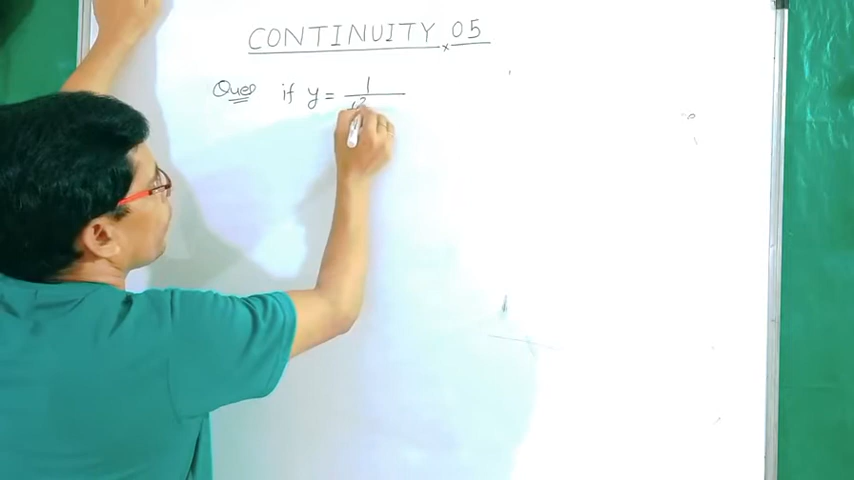 CONTINUITY × 05
Ques if y = 1